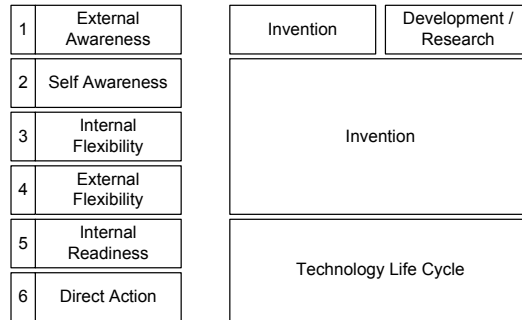 1
External
Awareness
Invention
Development /
Research
2
Self Awareness
3
Internal
Flexibility
Invention
4
External
Flexibility
5
Internal
Readiness
Technology Life Cycle
6
Direct Action